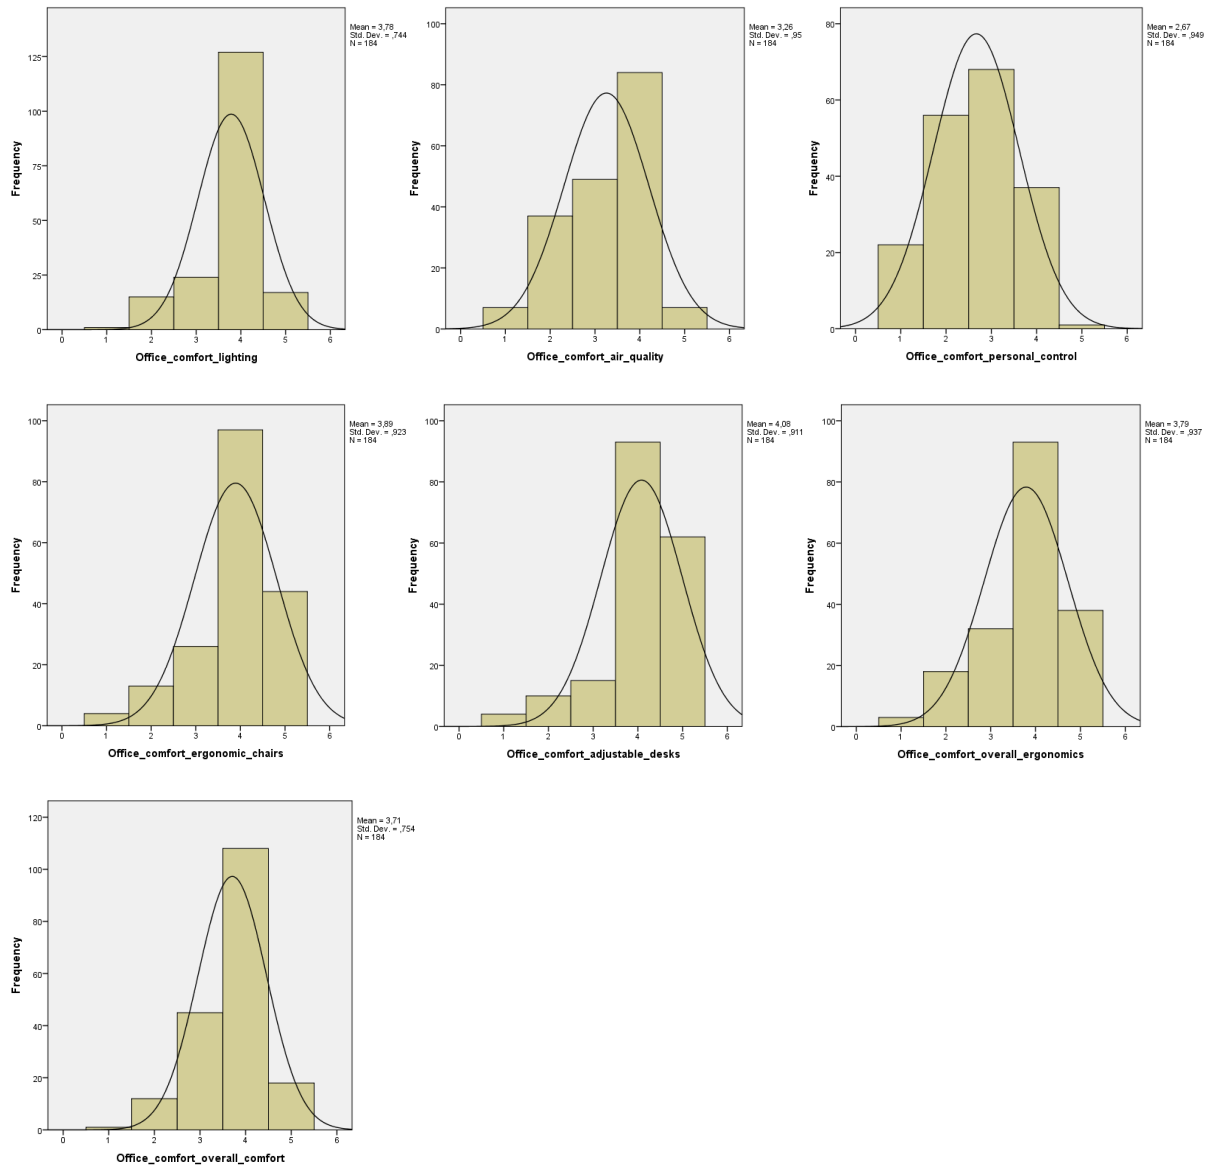 Mean = 3,78
Std. Dev. = ,744
N = 184
125
100
75
50
25
0
Frequency
0 1 2 3 4 5 6
Office_comfort_lighting
Mean = 3,26
Std. Dev. = ,95
N = 184
100
80
60
40
20
0
Frequency
0 1 2 3 4 5 6
Office_comfort_air_quality
Mean = 2,67
Std. Dev. = ,949
N = 184
80
60
40
20
0
Frequency
0 1 2 3 4 5 6
Office_comfort_personal_control
Mean = 3,89
Std. Dev. = ,923
N = 184
100
80
60
40
20
0
Frequency
0 1 2 3 4 5 6
Office_comfort_ergonomic_chairs
Mean = 4,08
Std. Dev. = ,911
N = 184
100
80
60
40
20
0
Frequency
0 1 2 3 4 5 6
Office_comfort_adjustable_desks
Mean = 3,79
Std. Dev. = ,937
N = 184
100
80
60
40
20
0
Frequency
0 1 2 3 4 5 6
Office_comfort_overall_ergonomics
Mean = 3,71
Std. Dev. = ,754
N = 184
120
100
80
60
40
20
0
Frequency
0 1 2 3 4 5 6
Office_comfort_overall_comfort